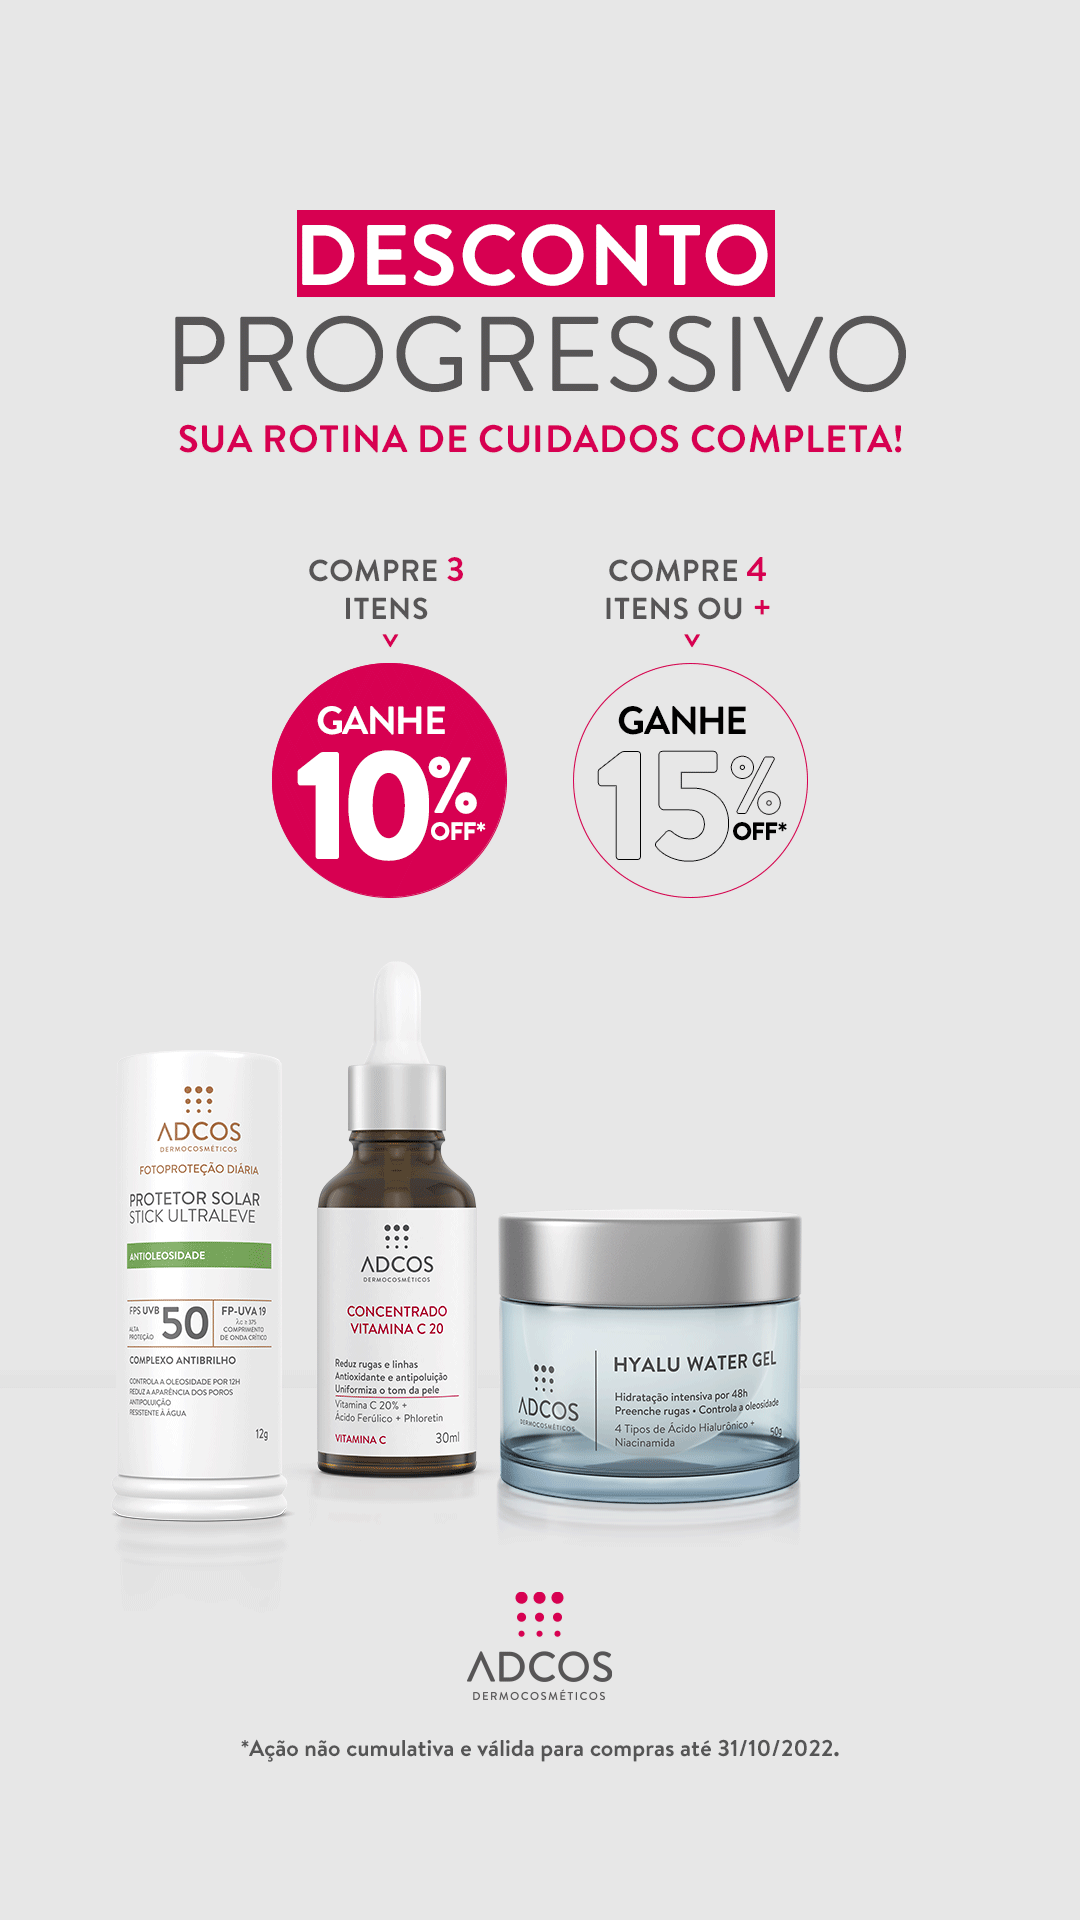 DESCONTO
PROGRESSIVO
SUA ROTINA DE CUIDADOS COMPLETA!
COMPRE 3
ITENS
GANHE
10%
OFF*
COMPRE 4
ITENS OU +
GANHE
15%
OFF*
ADCOS
DERMOCOSMÉTICOS
FOTOPROTEÇÃO DIÁRIA
PROTETOR SOLAR
STICK ULTRALEVE
ANTIOLEOSIDADE
FPS UVB 50
ALTA
PROTEÇÃO
FP-UVA 19
λ.c ≥ 375
COMPRIMENTO
DE ONDA CRÍTICO
COMPLEXO ANTIBRILHO
CONTROLA A OLEOSIDADE POR 12H
REDUZ A APARÊNCIA DOS POROS
ANTIPOLUIÇÃO
RESISTENTE À ÁGUA
12g
ADCOS
DERMOCOSMÉTICOS
CONCENTRADO
VITAMINA C 20
Reduz rugas e linhas
Antioxidante e antipoluição
Uniformiza o tom da pele
Vitamina C 20% +
Ácido Ferúlico + Phloretin
VITAMINA C 30ml
ADCOS
DERMOCOSMÉTICOS
HYALU WATER GEL
Hidratação intensiva por 48h
Preenche rugas • Controla a oleosidade
4 Tipos de Ácido Hialurônico +
Niacinamida
50g
ADCOS
DERMOCOSMÉTICOS
*Ação não cumulativa e válida para compras até 31/10/2022.